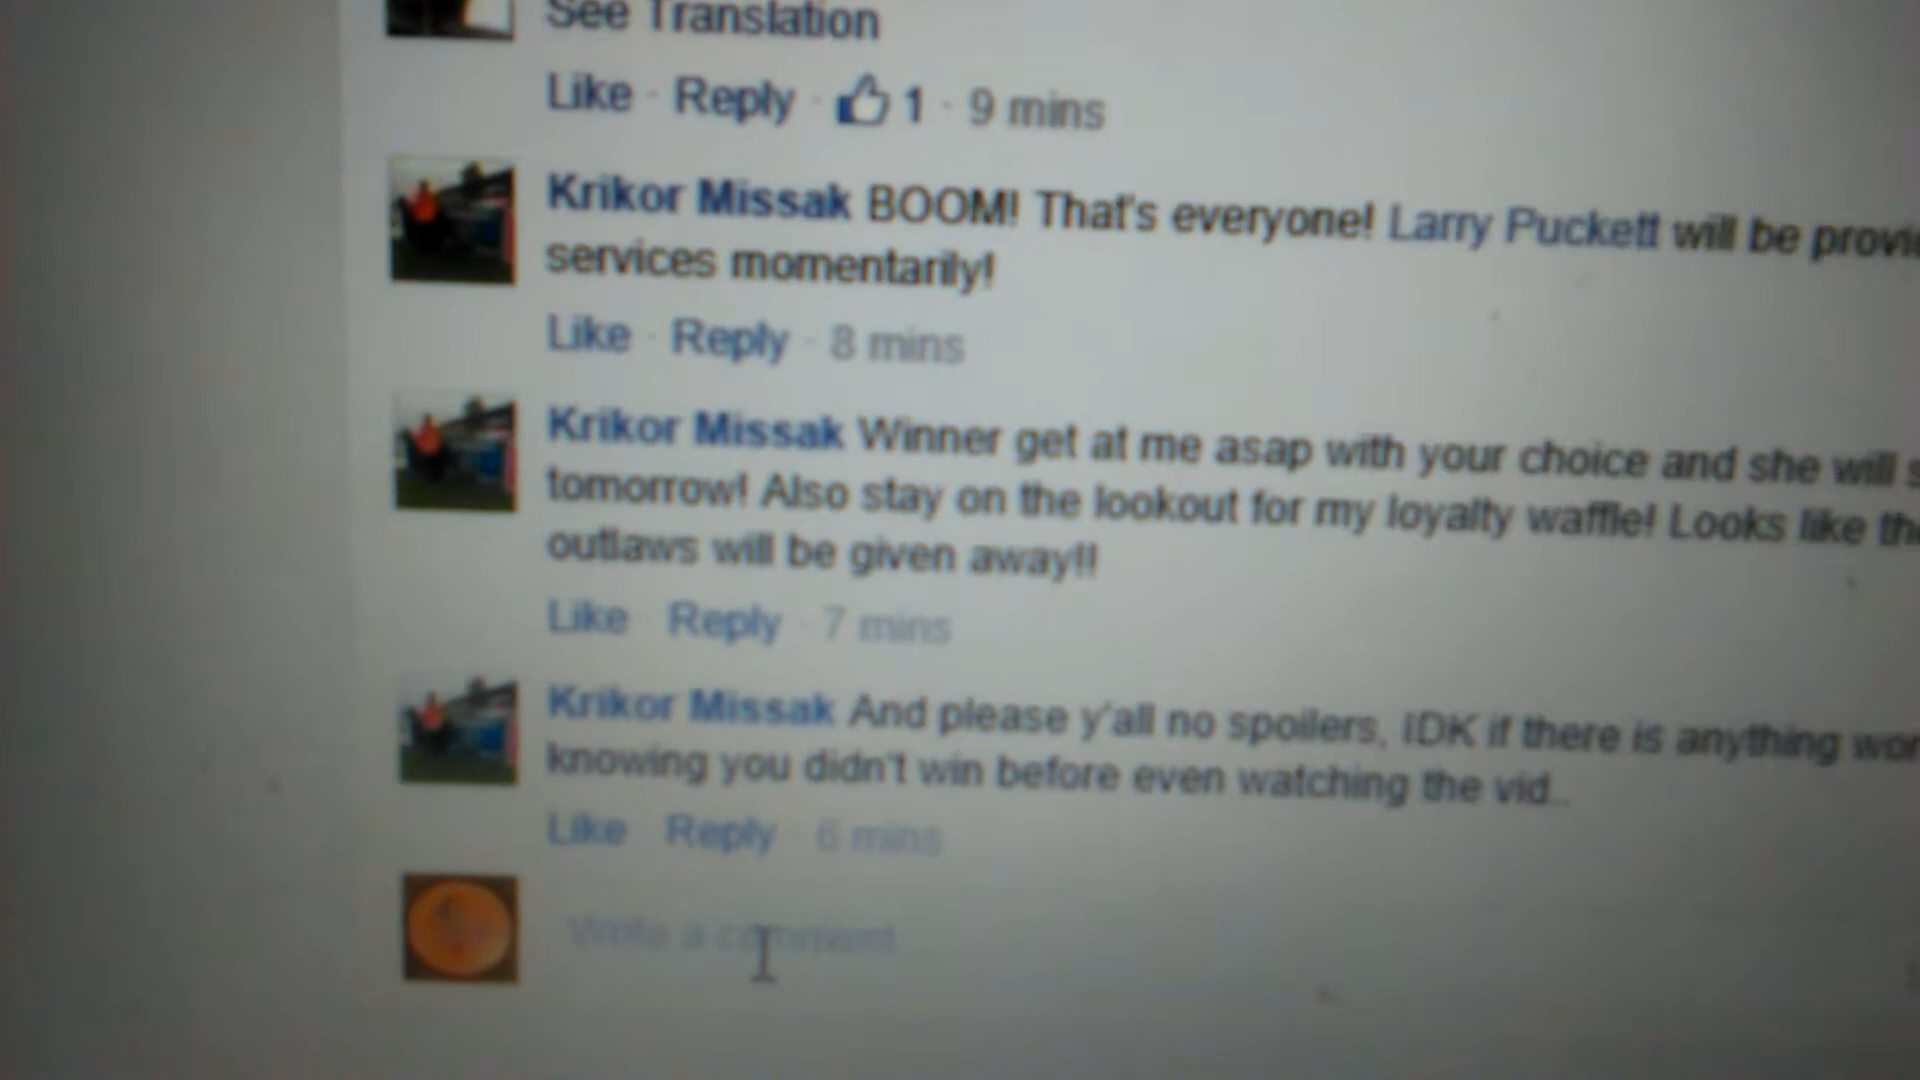 See Translation
Like · Reply · 1 · 9 mins
Krikor Missak BOOM! That's everyone! Larry Puckett will be
services momentarily!
Like · Reply · 8 mins
Krikor Missak Winner get at me asap with your choice and she will
tomorrow! Also stay on the lookout for my loyalty waffle! Looks like
outlaws will be given away!!
Like · Reply · 7 mins
Krikor Missak And please y'all no spoilers, IDK if there is anything
knowing you didn't win before even watching the vid..
Like · Reply · 6 mins
Write a comment